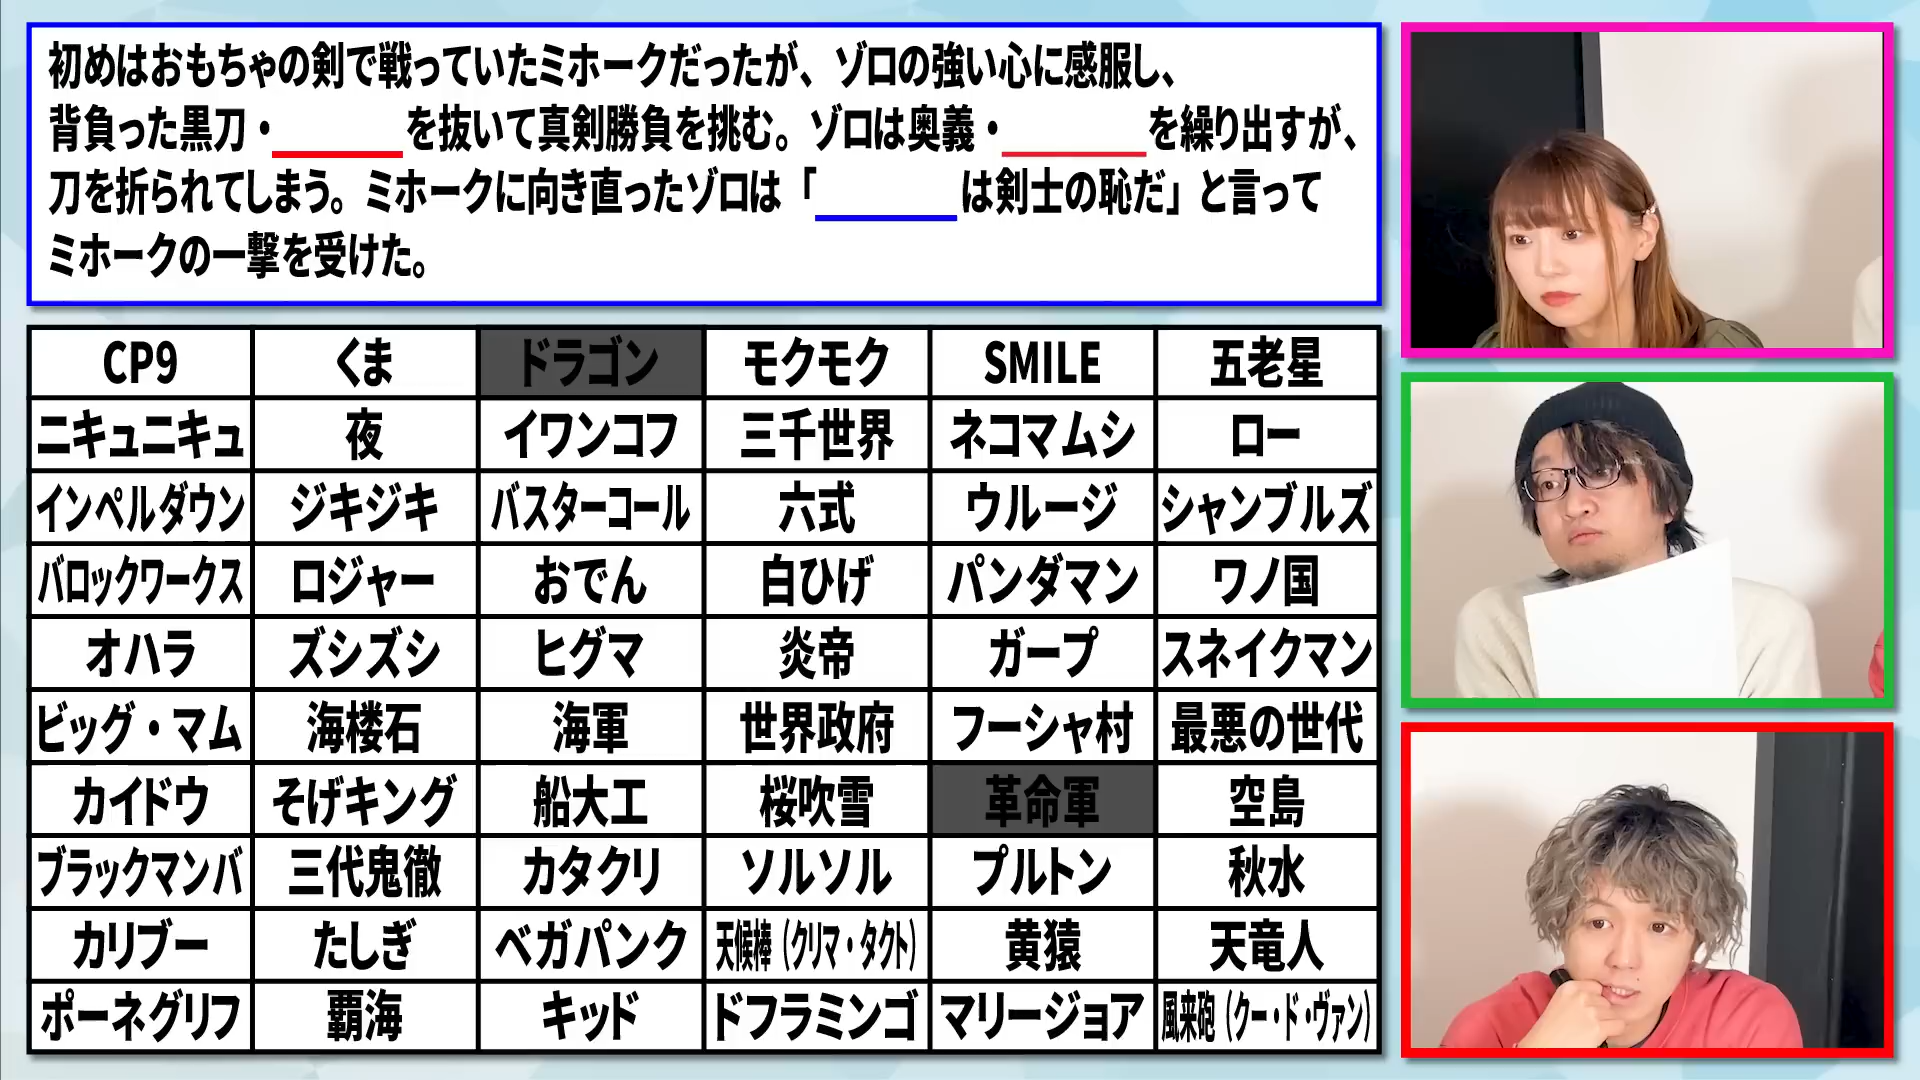 初めはおもちゃの剣で戦っていたミホークだったが、ゾロの強い心に感服し、
背負った黒刀・＿＿＿を抜いて真剣勝負を挑む。ゾロは奥義・＿＿＿を繰り出すが、
刀を折られてしまう。ミホークに向き直ったゾロは「＿＿＿は剣士の恥だ」と言って
ミホークの一撃を受けた。
CP9 くま ドラゴン モクモク SMILE 五老星
ニキュニキュ 夜 イワンコフ 三千世界 ネコマムシ ロー
インペルダウン ジキジキ バスターコール 六式 ウルージ シャンブルズ
バロックワークス ロジャー おでん 白ひげ パンダマン ワノ国
オハラ ズシズシ ヒグマ 炎帝 ガープ スネイクマン
ビッグ・マム 海楼石 海軍 世界政府 フーシャ村 最悪の世代
カイドウ そげキング 船大工 桜吹雪 革命軍 空島
ブラックマンバ 三代鬼徹 カタクリ ソルソル プルトン 秋水
カリブー たしぎ ベガパンク 天候棒（クリマ・タクト） 黄猿 天竜人
ポーネグリフ 覇海 キッド ドフラミンゴ マリージョア 風来砲（クー・ド・ヴァン）